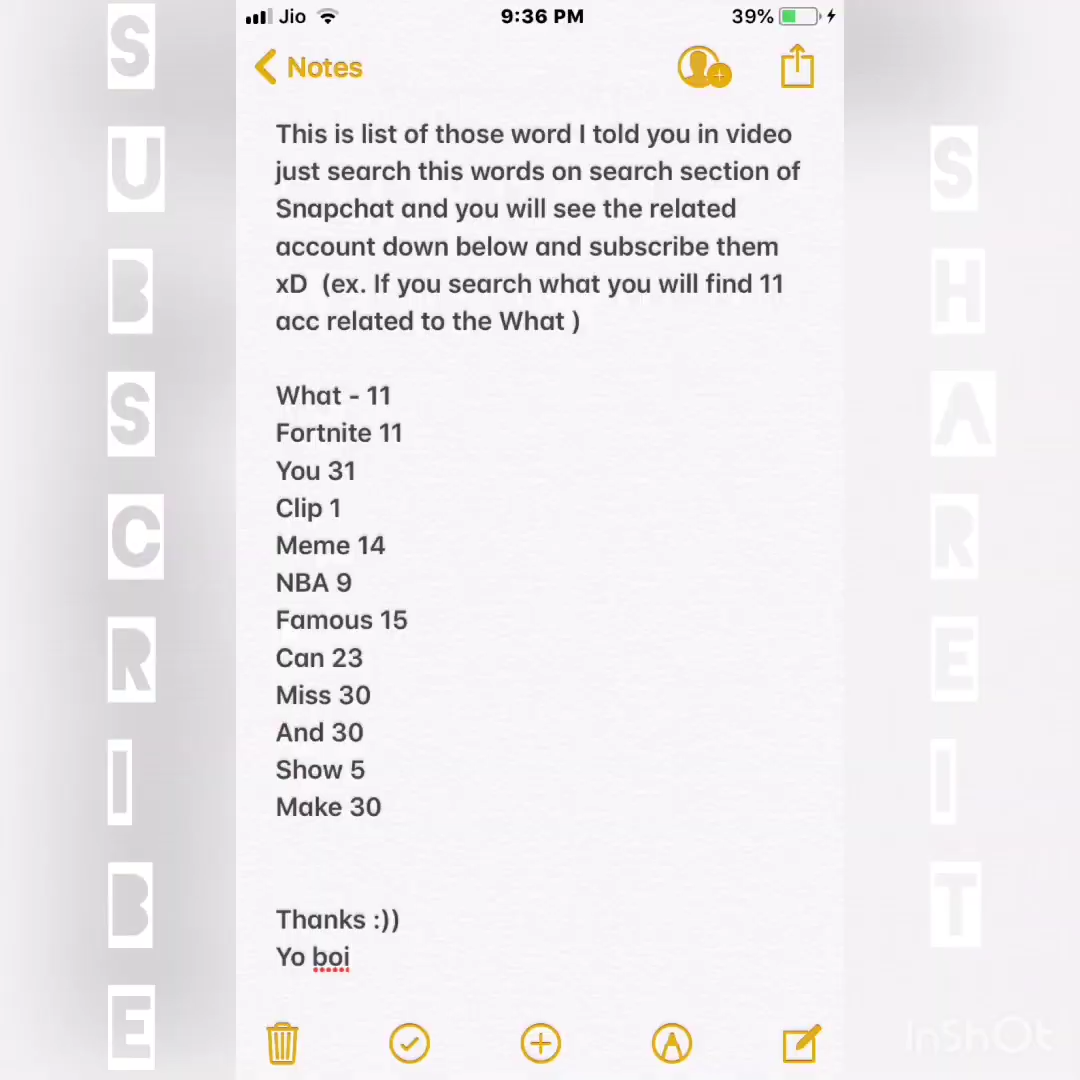 Jio 9:36 PM 39%
Notes
This is list of those word I told you in video
just search this words on search section of
Snapchat and you will see the related
account down below and subscribe them
xD (ex. If you search what you will find 11
acc related to the What )
What - 11
Fortnite 11
You 31
Clip 1
Meme 14
NBA 9
Famous 15
Can 23
Miss 30
And 30
Show 5
Make 30
Thanks :))
Yo boi
SUBSCRIBE
SHARE IT
InShOt